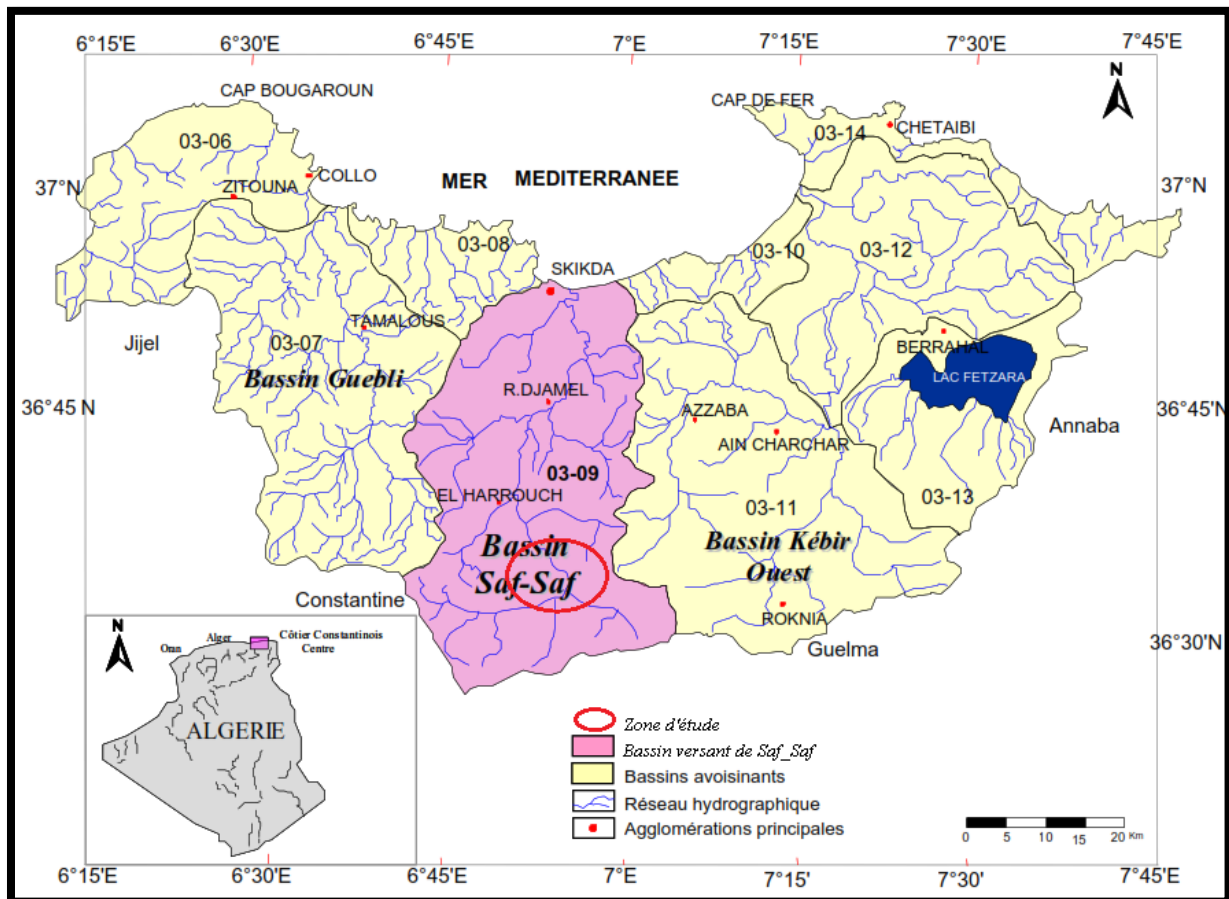 6°15'E 6°30'E 6°45'E 7°E 7°15'E 7°30'E 7°45'E
N
CAP BOUGAROUN
CAP DE FER
N
03-06
03-14
CHETAIBI
ZITOUNA
COLLO
37°N
MER MEDITERRANEE
37°N
03-08
03-10
03-12
SKIKDA
TAMALOUS
03-07
Jijel
Bassin Guebli
BERRAHAL
LAC FETZARA
R.DJAMEL
36°45 N
AZZABA
36°45'N
AIN CHARCHAR
Annaba
03-09
EL HARROUCH
03-11
03-13
Bassin
Saf-Saf
Bassin Kébir
Ouest
Constantine
ROKNIA
Guelma
36°30'N
N
Oran
Alger
Côtier Constantinois
Centre
ALGERIE
Zone d'étude
Bassin versant de Saf_Saf
Bassins avoisinants
Réseau hydrographique
Agglomérations principales
0 5 10 15 20 Km
6°15'E 6°30'E 6°45'E 7°E 7°15'E 7°30'E 7°45'E